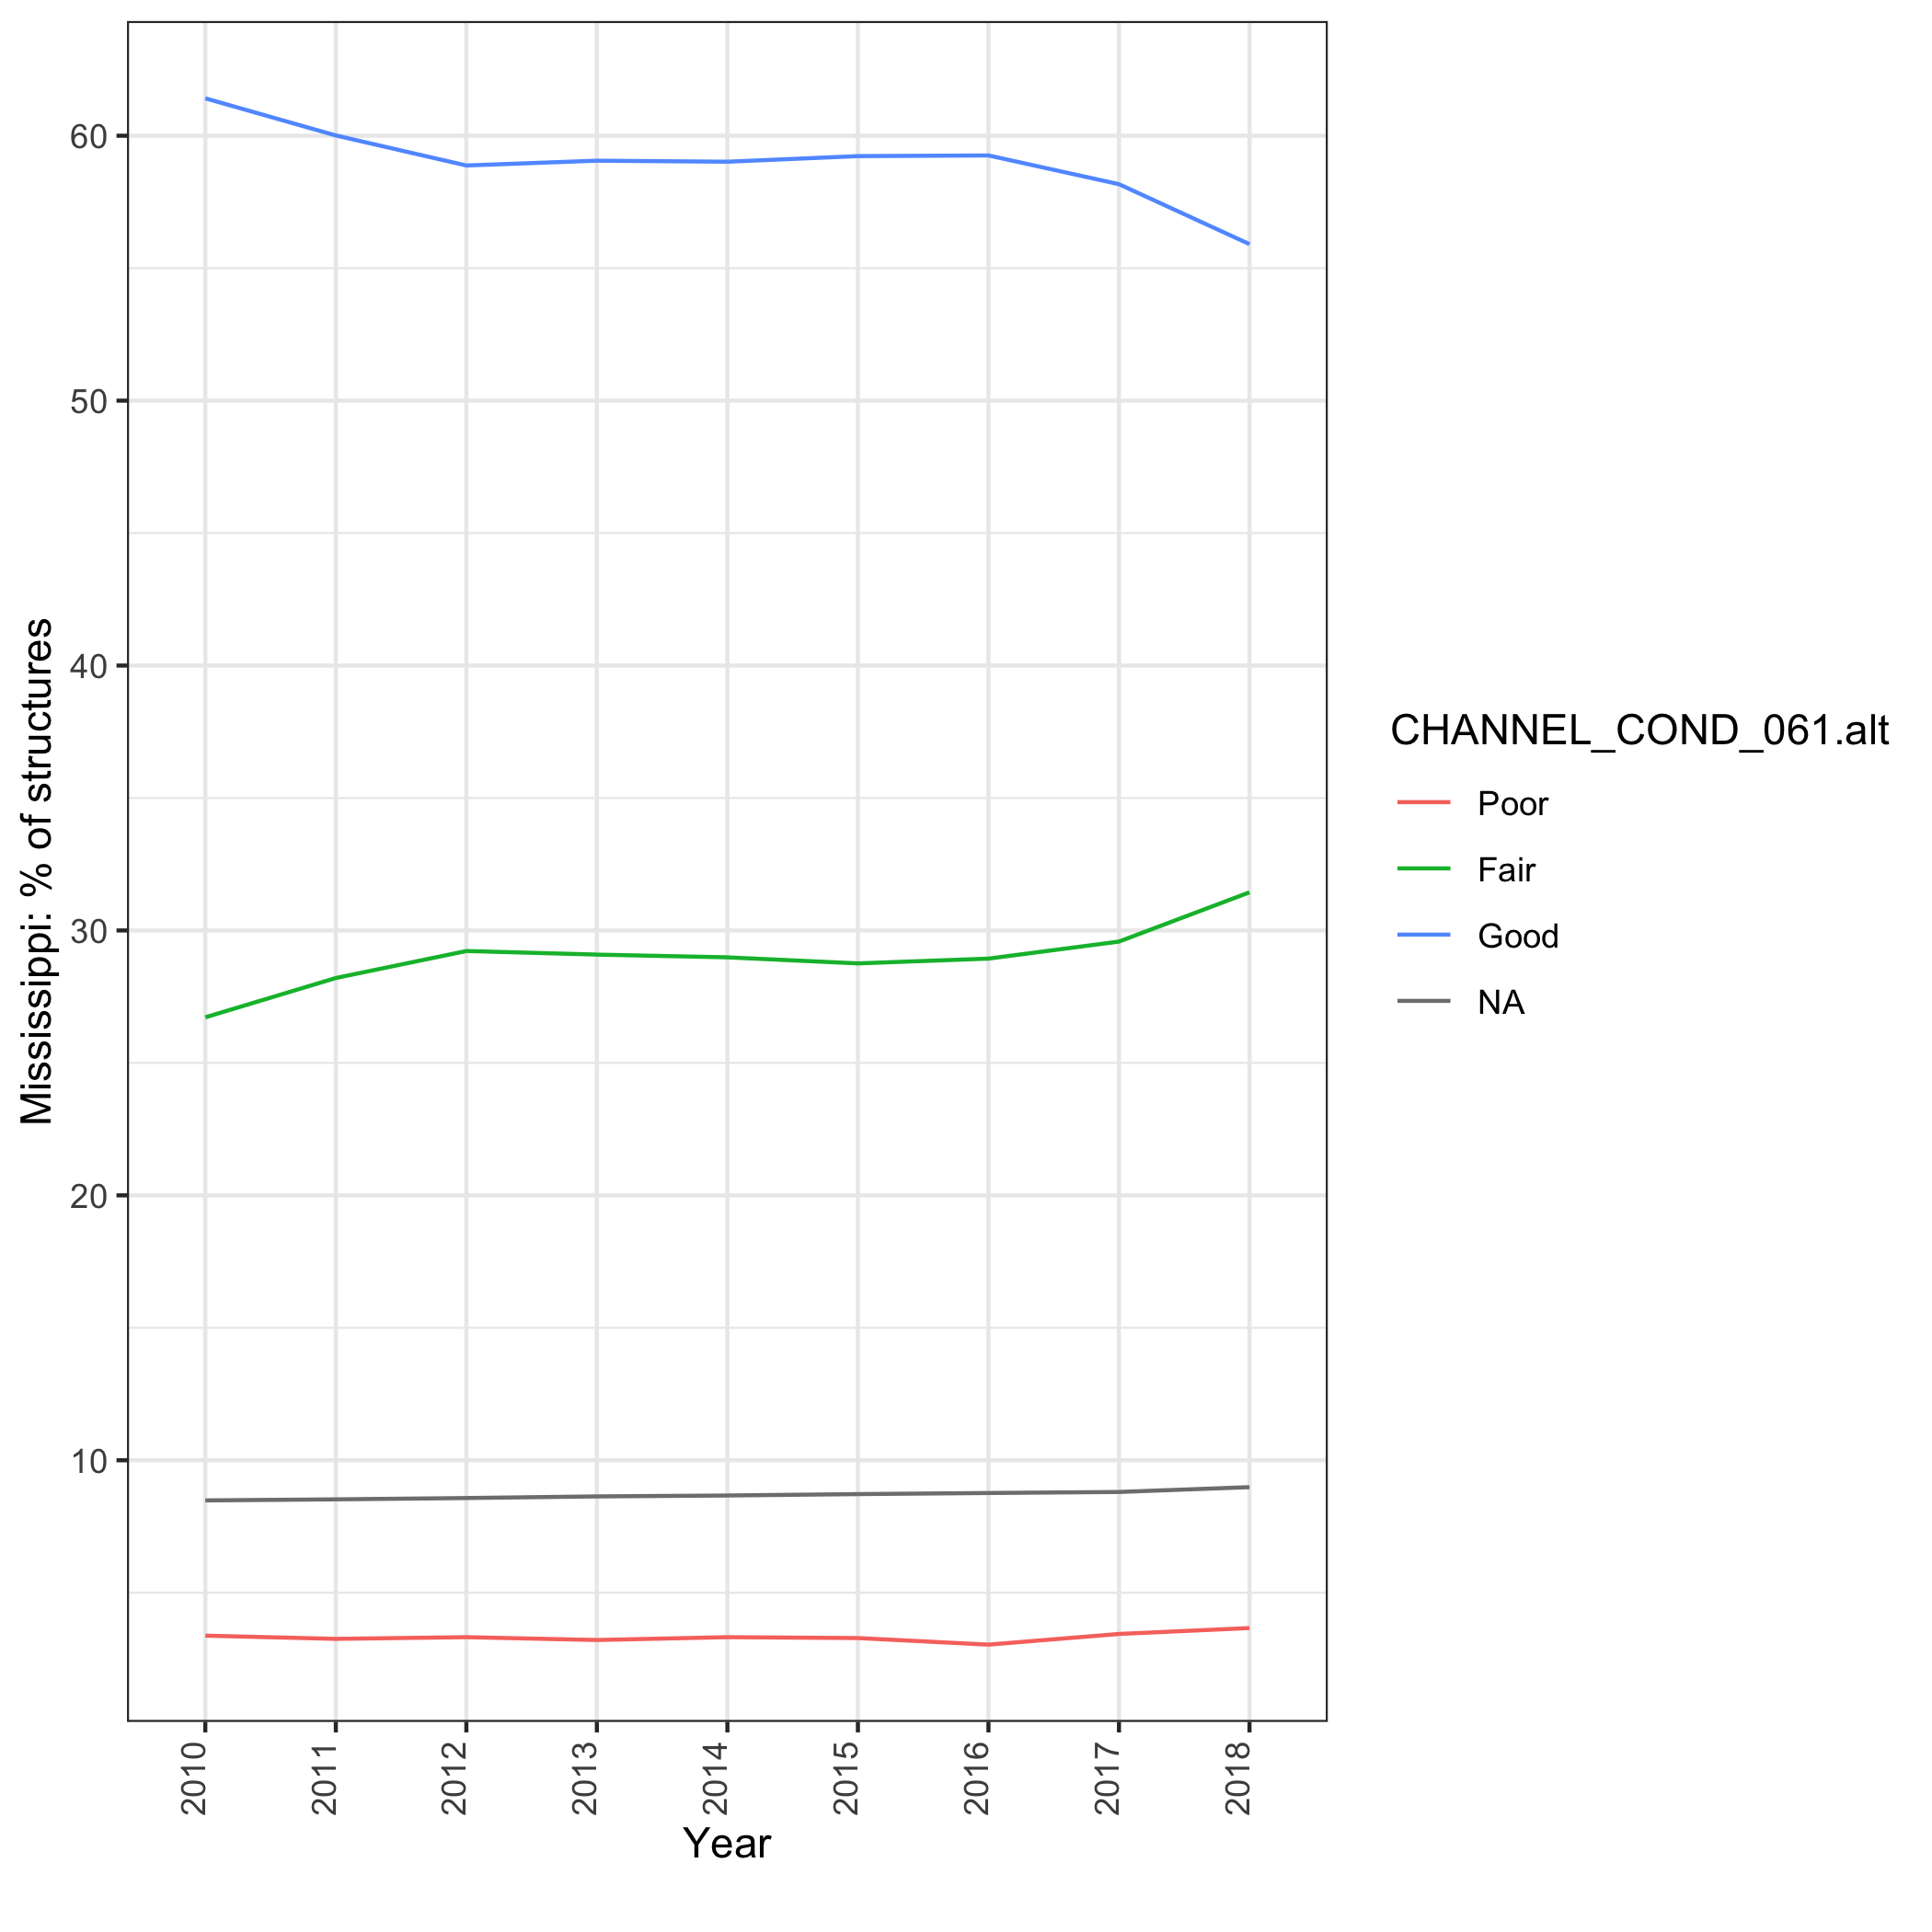 Mississippi: % of structures
60
50
40
30
20
10
2010
2011
2012
2013
2014
2015
2016
2017
2018
Year
CHANNEL_COND_061.alt
Poor
Fair
Good
NA